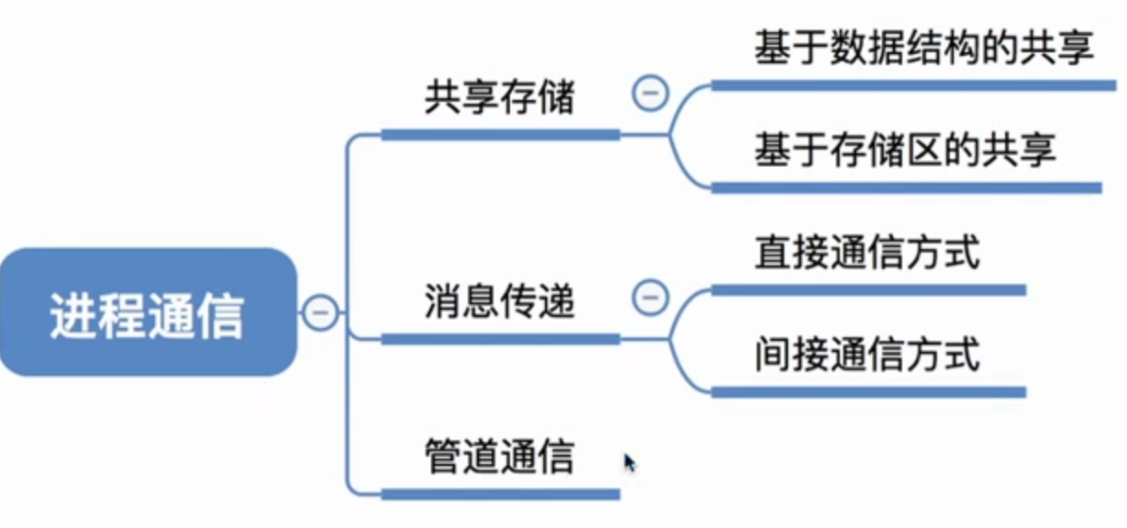 进程通信
共享存储
基于数据结构的共享
基于存储区的共享
消息传递
直接通信方式
间接通信方式
管道通信